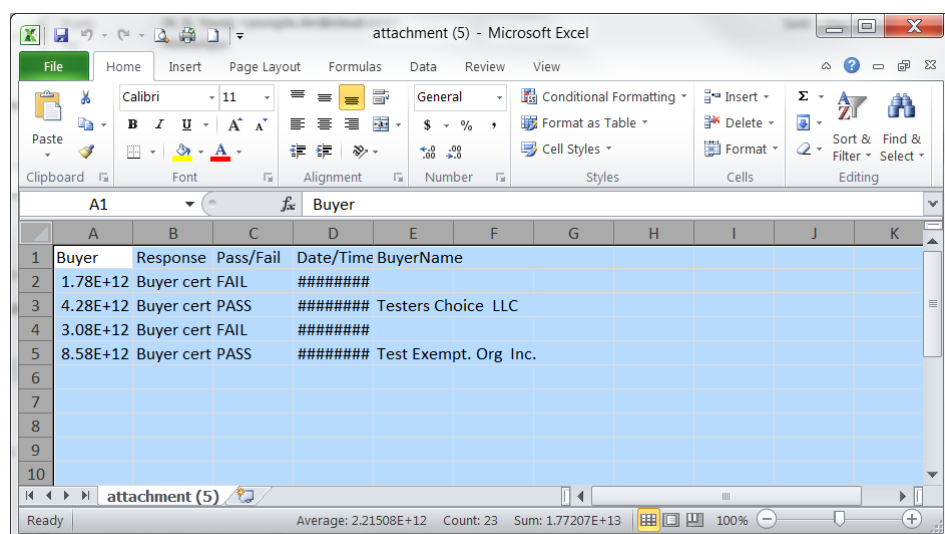 attachment (5) - Microsoft Excel
File Home Insert Page Layout Formulas Data Review View
Calibri 11 General Conditional Formatting Insert Σ
Paste B I U A A $ % , Format as Table Delete Sort & Filter Find & Select
.00 .0 .00 Cell Styles Format
Clipboard Font Alignment Number Styles Cells Editing
A1 fx Buyer
A B C D E F G H I J K
1 Buyer Response Pass/Fail Date/Time BuyerName
2 1.78E+12 Buyer cert FAIL ########
3 4.28E+12 Buyer cert PASS ######## Testers Choice LLC
4 3.08E+12 Buyer cert FAIL ########
5 8.58E+12 Buyer cert PASS ######## Test Exempt. Org Inc.
6
7
8
9
10
attachment (5)
Ready Average: 2.21508E+12 Count: 23 Sum: 1.77207E+13 100%